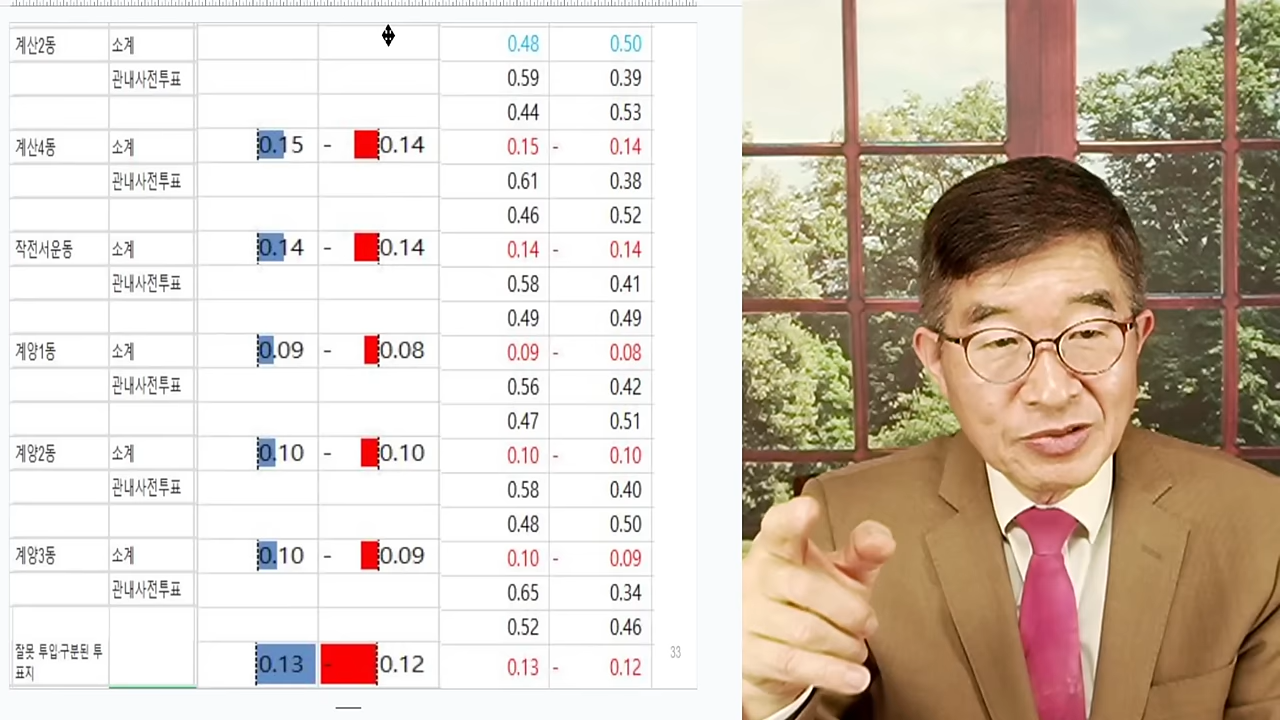 계산2동 소계 0.48 0.50
관내사전투표 0.59 0.39
0.44 0.53
계산4동 소계 0.15 - 0.14 0.15 - 0.14
관내사전투표 0.61 0.38
0.46 0.52
작전서운동 소계 0.14 - 0.14 0.14 - 0.14
관내사전투표 0.58 0.41
0.49 0.49
계양1동 소계 0.09 - 0.08 0.09 - 0.08
관내사전투표 0.56 0.42
0.47 0.51
계양2동 소계 0.10 - 0.10 0.10 - 0.10
관내사전투표 0.58 0.40
0.48 0.50
계양3동 소계 0.10 - 0.09 0.10 - 0.09
관내사전투표 0.65 0.34
0.52 0.46
잘못 투입·구분된 투
표지 0.13 - 0.12 0.13 - 0.12
33